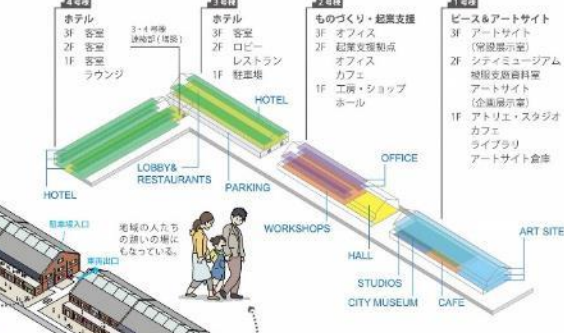 4号棟
ホテル
3F 客室
2F 客室
1F 客室
ラウンジ
3・4号棟
連絡部(増築)
3号棟
ホテル
3F 客室
2F ロビー
レストラン
1F 駐車場
2号棟
ものづくり・起業支援
3F オフィス
2F 起業支援拠点
オフィス
カフェ
1F 工房・ショップ
ホール
1号棟
ピース&アートサイト
3F アートサイト
(常設展示室)
2F シティミュージアム
被服支廠資料室
アートサイト
(企画展示室)
1F アトリエ・スタジオ
カフェ
ライブラリ
アートサイト倉庫
HOTEL
LOBBY&
RESTAURANTS
PARKING
HOTEL
OFFICE
WORKSHOPS
HALL
STUDIOS
CITY MUSEUM
CAFE
ART SITE
駐車場入口
車両出口
地域の人たち
の憩いの場に
もなっている。